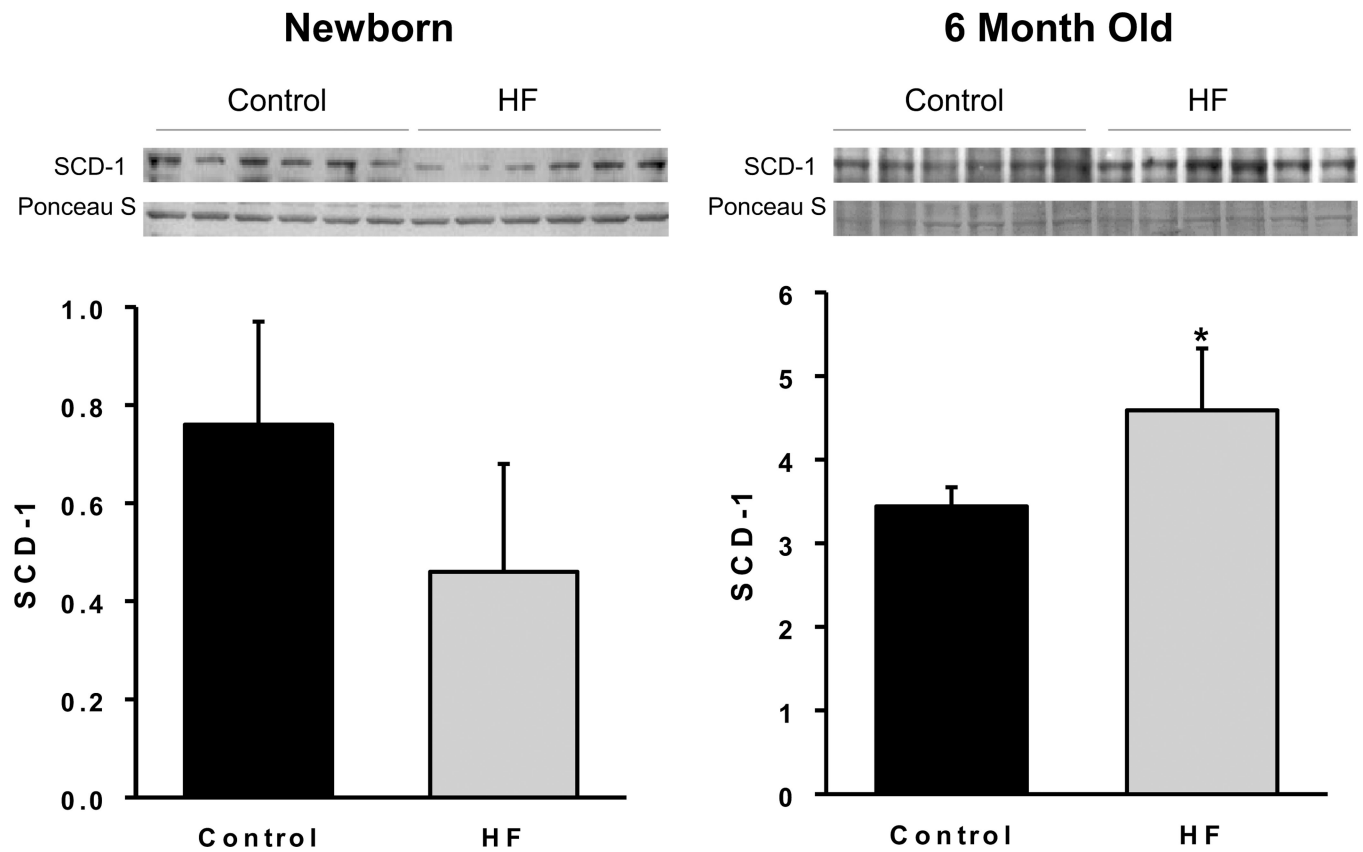 Newborn
Control HF
SCD-1
Ponceau S
1.0
0.8
0.6
0.4
0.2
0.0
SCD-1
Control HF
6 Month Old
Control HF
SCD-1
Ponceau S
6
5
4
3
2
1
0
*
SCD-1
Control HF